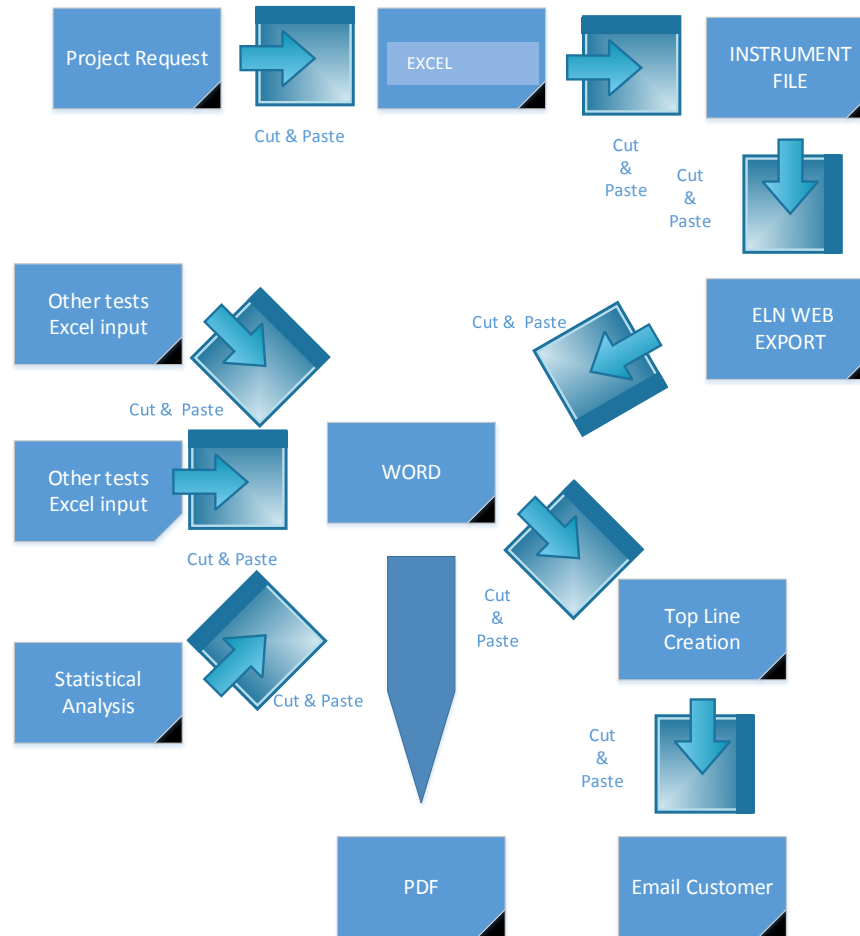 Project Request
EXCEL
INSTRUMENT
FILE
Cut & Paste
Cut
&
Paste
Cut
&
Paste
Other tests
Excel input
Cut &  Paste
ELN WEB
EXPORT
Cut &  Paste
Other tests
Excel input
WORD
Cut & Paste
Cut
&
Paste
Top Line
Creation
Statistical
Analysis
Cut & Paste
Cut
&
Paste
PDF
Email Customer